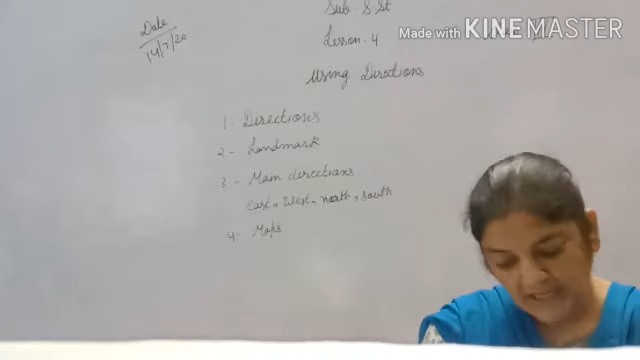 Sub - S St
Date
14/7/20
Lesson - 4
Made with KINEMASTER
Using Directions
1 - Directions
2 - Landmark
3 - Main directions
east, West, north, south
4 - Maps